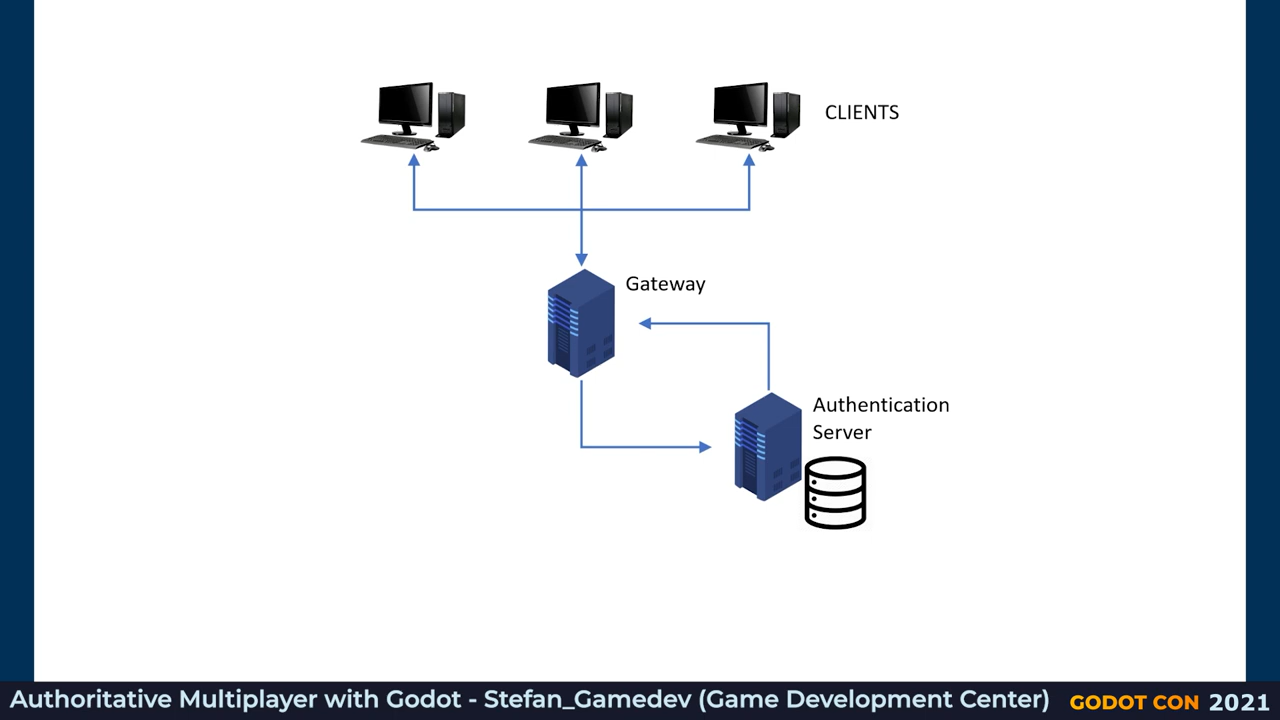 CLIENTS
Gateway
Authentication
Server
Authoritative Multiplayer with Godot - Stefan_Gamedev (Game Development Center)
GODOT CON 2021